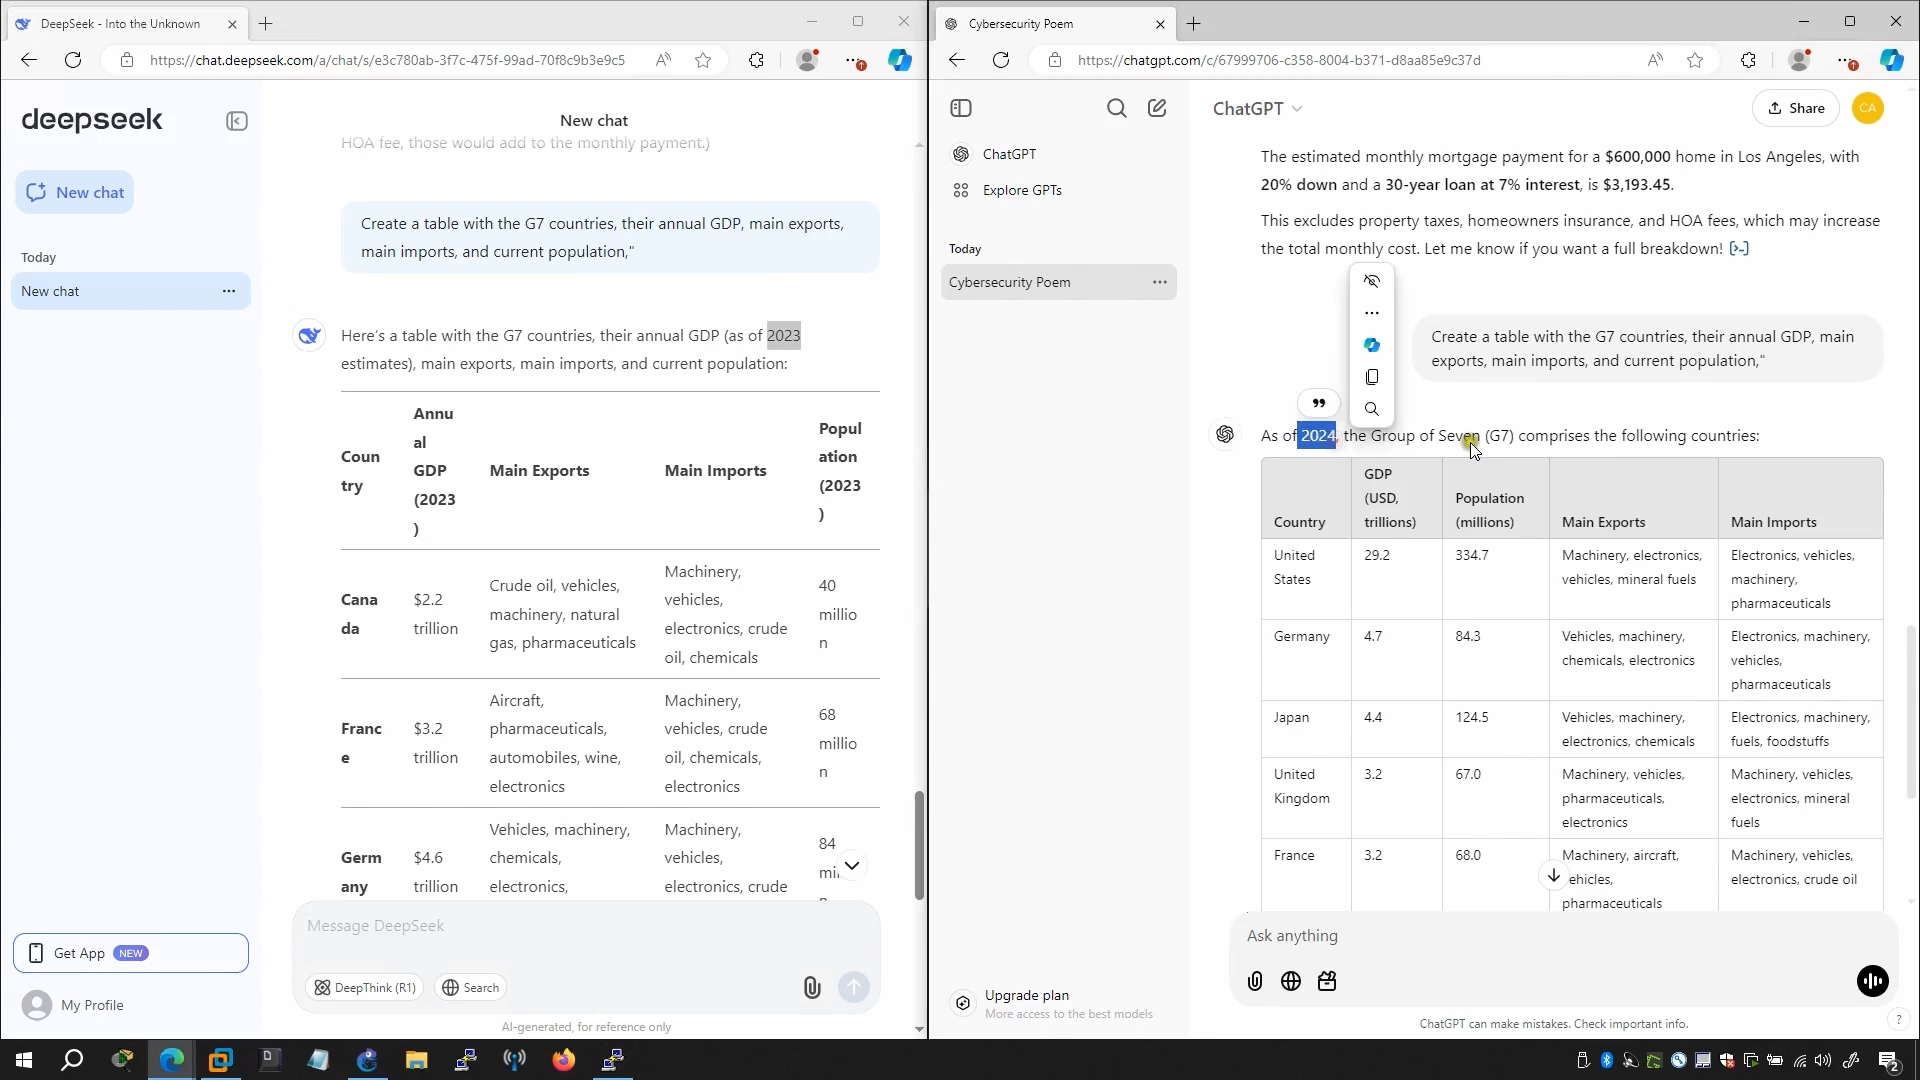 DeepSeek - Into the Unknown
https://chat.deepseek.com/a/chat/s/e3c780ab-3f7c-475f-99ad-70f8c9b3e9c5
deepseek
New chat
Today
New chat
Get App NEW
My Profile
New chat
HOA fee, those would add to the monthly payment.)
Create a table with the G7 countries, their annual GDP, main exports,
main imports, and current population,"
Here's a table with the G7 countries, their annual GDP (as of 2023
estimates), main exports, main imports, and current population:
Coun
try
Annu
al
GDP
(2023
)
Main Exports
Main Imports
Popul
ation
(2023
)
Cana
da
$2.2
trillion
Crude oil, vehicles,
machinery, natural
gas, pharmaceuticals
Machinery,
vehicles,
electronics, crude
oil, chemicals
40
millio
n
Franc
e
$3.2
trillion
Aircraft,
pharmaceuticals,
automobiles, wine,
electronics
Machinery,
vehicles, crude
oil, chemicals,
electronics
68
millio
n
Germ
any
$4.6
trillion
Vehicles, machinery,
chemicals,
electronics,
Machinery,
vehicles,
electronics, crude
84
Message DeepSeek
DeepThink (R1)
Search
AI-generated, for reference only
Cybersecurity Poem
https://chatgpt.com/c/67999706-c358-8004-b371-d8aa85e9c37d
ChatGPT
Explore GPTs
Today
Cybersecurity Poem
Upgrade plan
More access to the best models
ChatGPT
Share
CA
The estimated monthly mortgage payment for a $600,000 home in Los Angeles, with
20% down and a 30-year loan at 7% interest, is $3,193.45.
This excludes property taxes, homeowners insurance, and HOA fees, which may increase
the total monthly cost. Let me know if you want a full breakdown! [>-]
Create a table with the G7 countries, their annual GDP, main
exports, main imports, and current population,"
As of 2024, the Group of Seven (G7) comprises the following countries:
Country
GDP
(USD,
trillions)
Population
(millions)
Main Exports
Main Imports
United
States
29.2
334.7
Machinery, electronics,
vehicles, mineral fuels
Electronics, vehicles,
machinery,
pharmaceuticals
Germany
4.7
84.3
Vehicles, machinery,
chemicals, electronics
Electronics, machinery,
vehicles,
pharmaceuticals
Japan
4.4
124.5
Vehicles, machinery,
electronics, chemicals
Electronics, machinery,
fuels, foodstuffs
United
Kingdom
3.2
67.0
Machinery, vehicles,
pharmaceuticals,
electronics
Machinery, vehicles,
electronics, mineral
fuels
France
3.2
68.0
Machinery, aircraft,
ehicles,
pharmaceuticals
Machinery, vehicles,
electronics, crude oil
Ask anything
ChatGPT can make mistakes. Check important info.
?
2